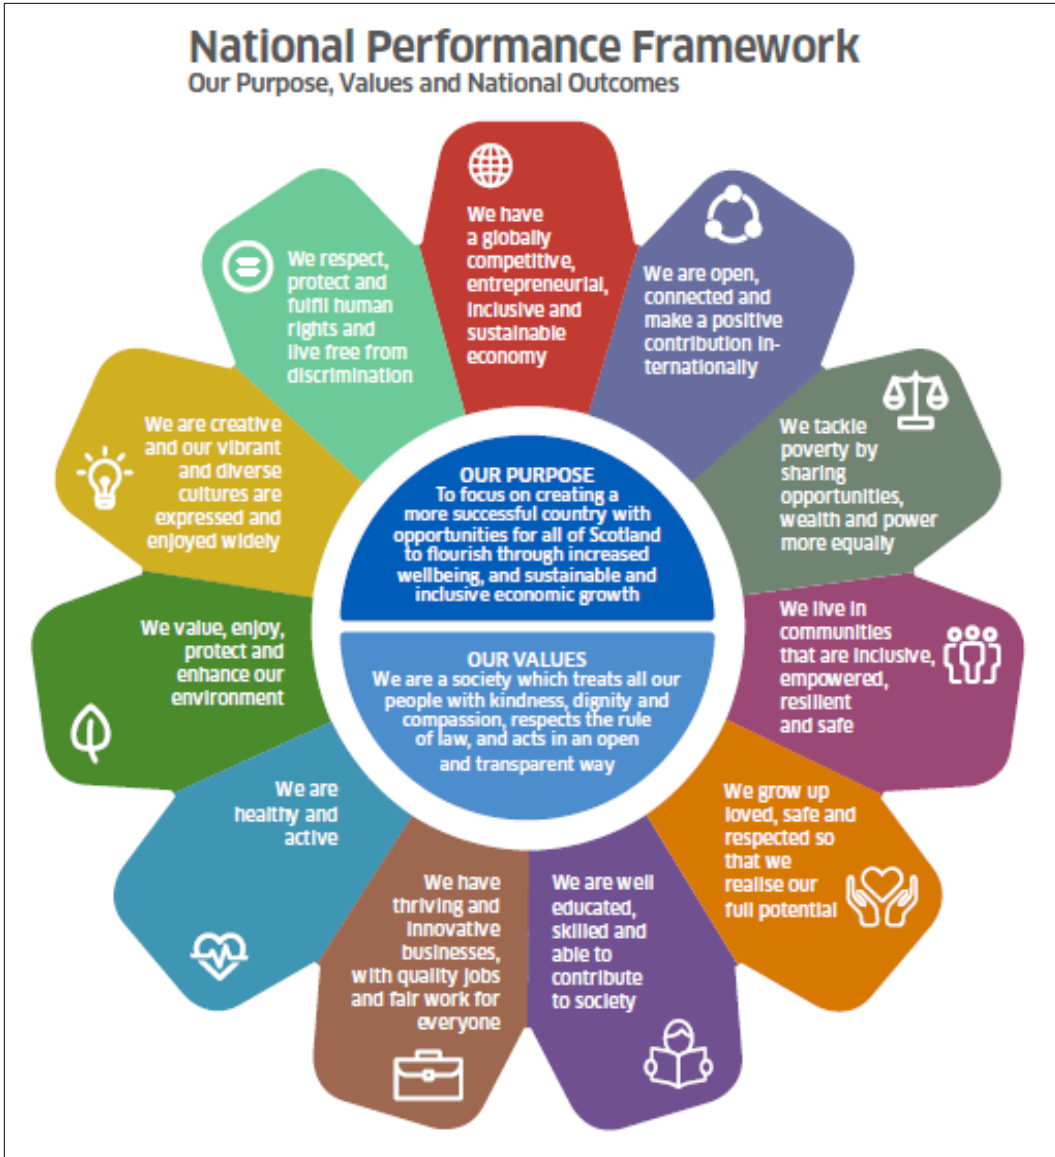 National Performance Framework
Our Purpose, Values and National Outcomes
We have
a globally
competitive,
entrepreneurial,
inclusive and
sustainable
economy
We are open,
connected and
make a positive
contribution in-
ternationally
We tackle
poverty by
sharing
opportunities,
wealth and power
more equally
We live in
communities
that are inclusive,
empowered,
resilient
and safe
We grow up
loved, safe and
respected so
that we
realise our
full potential
We are well
educated,
skilled and
able to
contribute
to society
We have
thriving and
innovative
businesses,
with quality jobs
and fair work for
everyone
We are
healthy and
active
We value, enjoy,
protect and
enhance our
environment
We are creative
and our vibrant
and diverse
cultures are
expressed and
enjoyed widely
We respect,
protect and
fulfil human
rights and
live free from
discrimination
OUR PURPOSE
To focus on creating a
more successful country with
opportunities for all of Scotland
to flourish through increased
wellbeing, and sustainable and
inclusive economic growth
OUR VALUES
We are a society which treats all our
people with kindness, dignity and
compassion, respects the rule
of law, and acts in an open
and transparent way